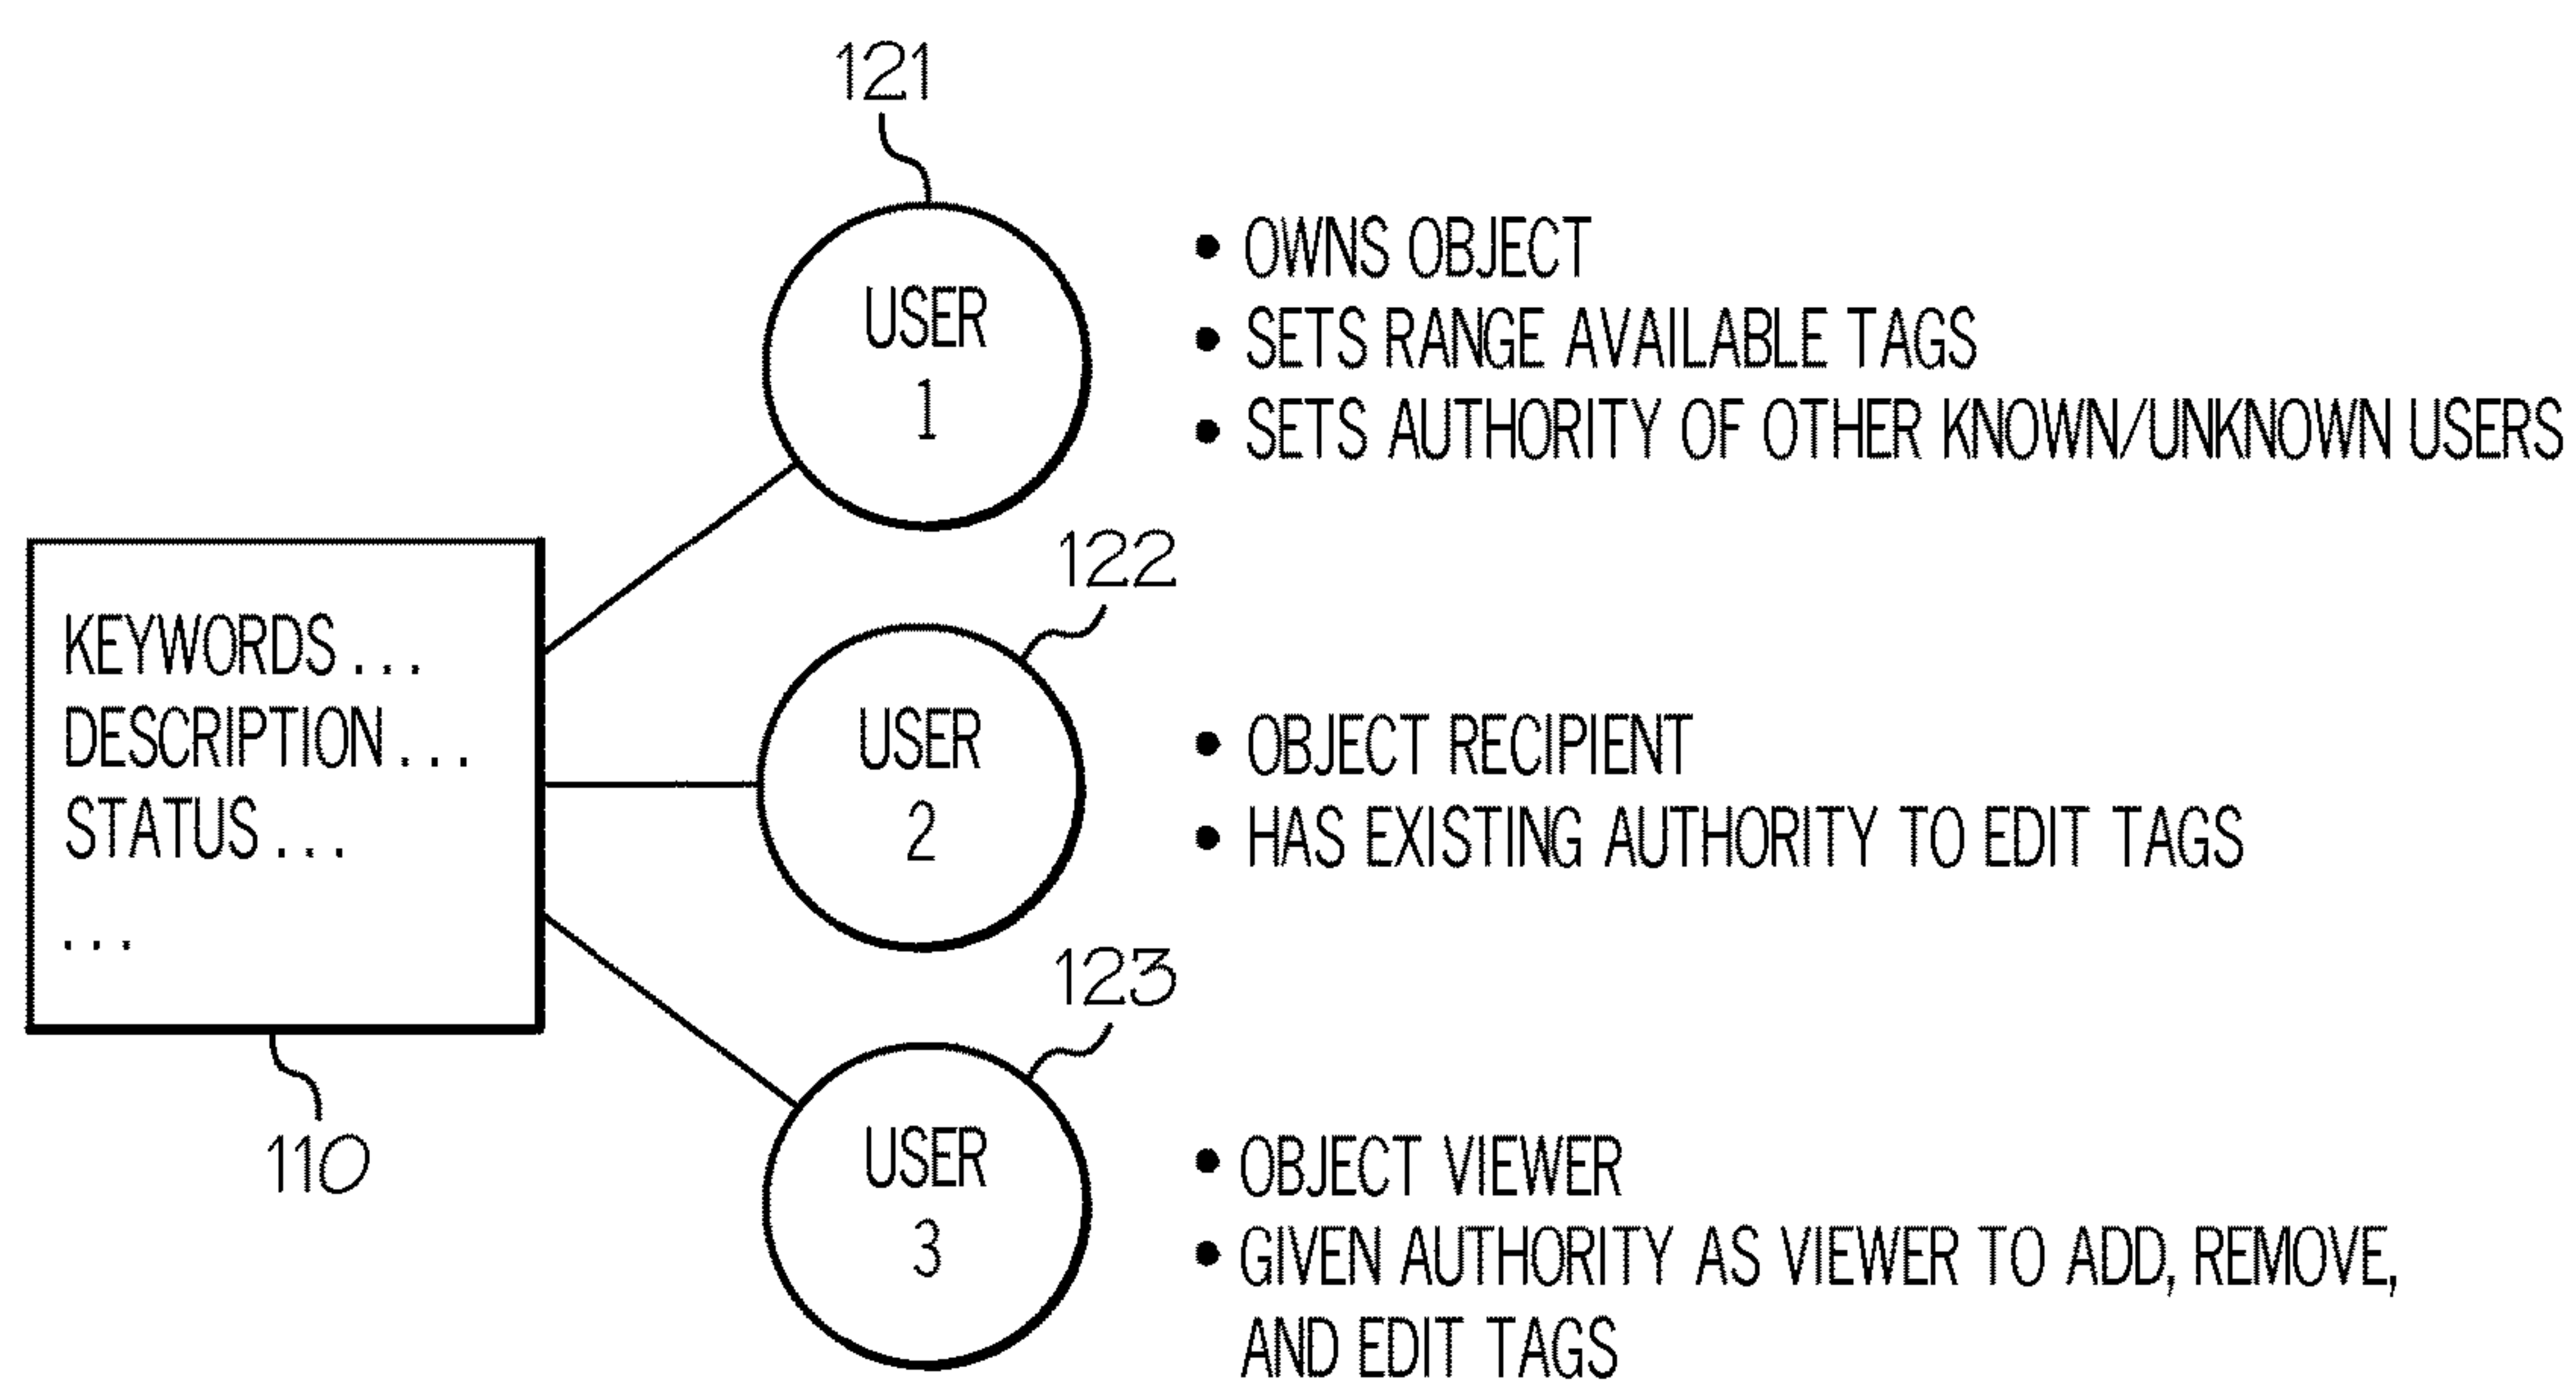 121
USER
1
• OWNS OBJECT
• SETS RANGE AVAILABLE TAGS
• SETS AUTHORITY OF OTHER KNOWN/UNKNOWN USERS
KEYWORDS...
DESCRIPTION...
STATUS...
...
110
122
USER
2
• OBJECT RECIPIENT
• HAS EXISTING AUTHORITY TO EDIT TAGS
123
USER
3
• OBJECT VIEWER
• GIVEN AUTHORITY AS VIEWER TO ADD, REMOVE,
AND EDIT TAGS